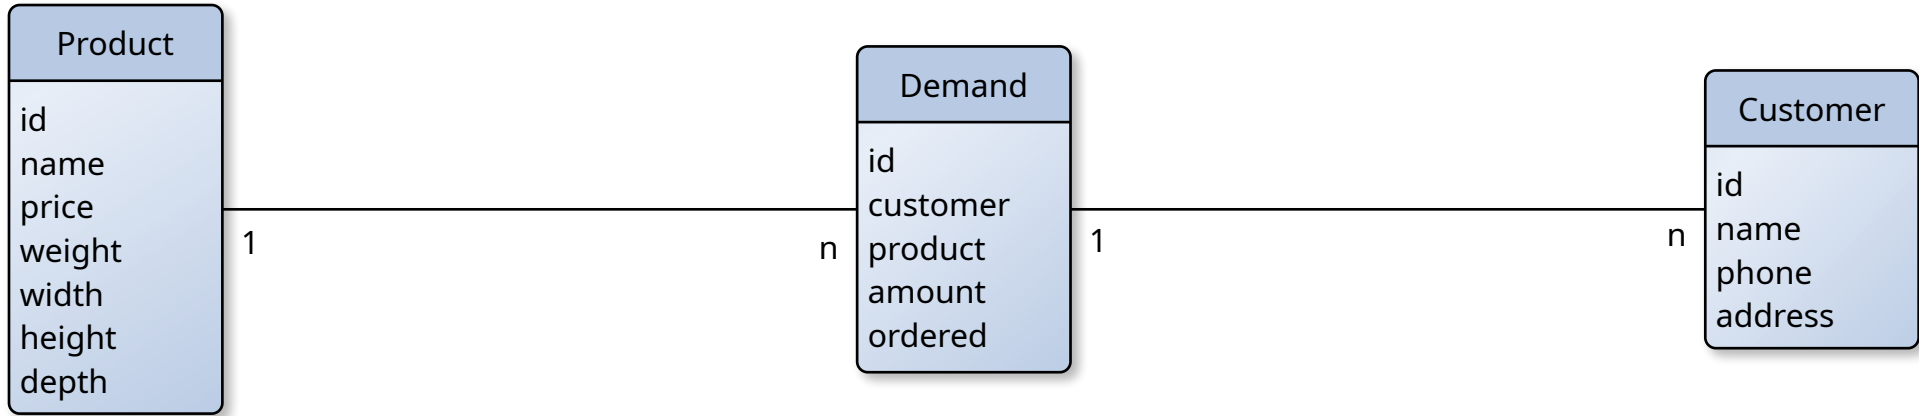 Product
id
name
price
weight
width
height
depth
1
n
Demand
id
customer
product
amount
ordered
1
n
Customer
id
name
phone
address